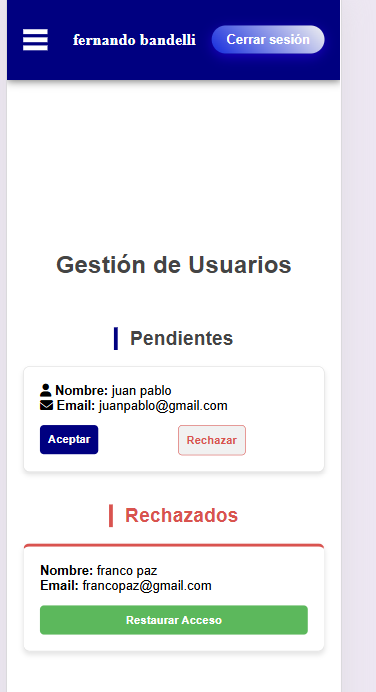 fernando bandelli
Cerrar sesión
Gestión de Usuarios
Pendientes
Nombre: juan pablo
Email: juanpablo@gmail.com
Aceptar
Rechazar
Rechazados
Nombre: franco paz
Email: francopaz@gmail.com
Restaurar Acceso